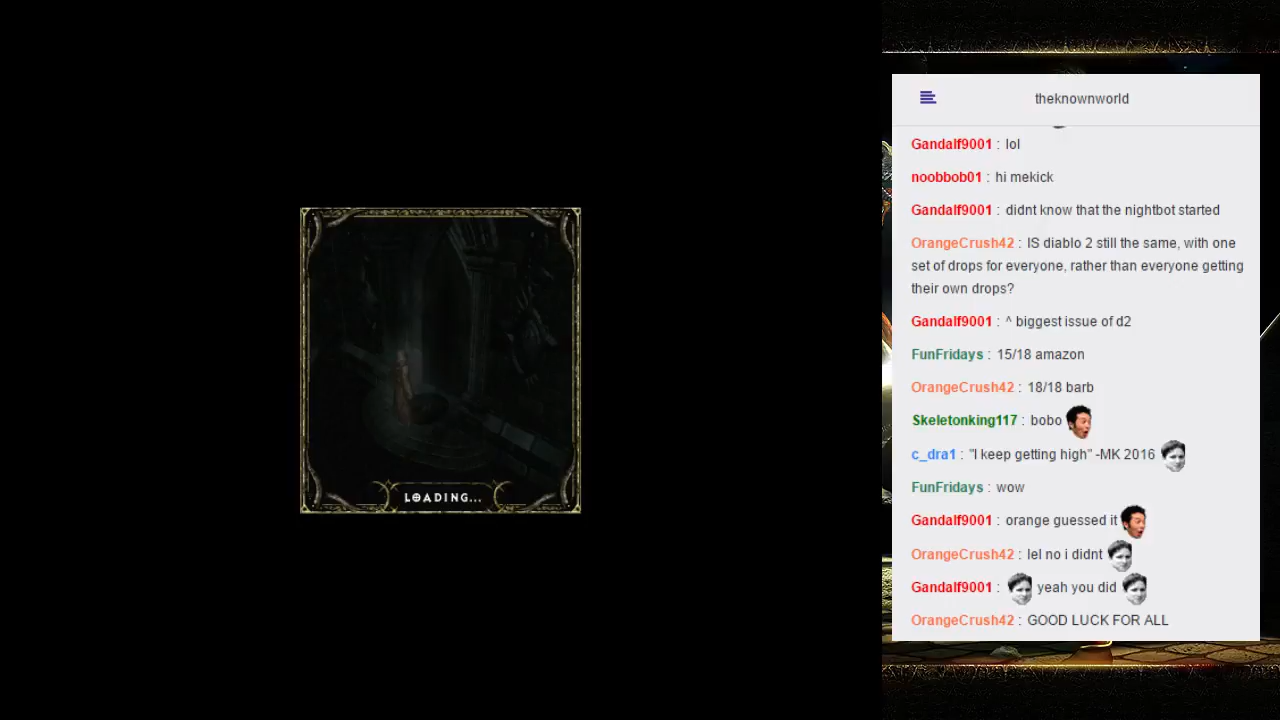 LOADING...
theknownworld
Gandalf9001 : lol
noobbob01 : hi mekick
Gandalf9001 : didnt know that the nightbot started
OrangeCrush42 : IS diablo 2 still the same, with one
set of drops for everyone, rather than everyone getting
their own drops?
Gandalf9001 : ^ biggest issue of d2
FunFridays : 15/18 amazon
OrangeCrush42 : 18/18 barb
Skeletonking117 : bobo
c_dra1 : "I keep getting high" -MK 2016
FunFridays : wow
Gandalf9001 : orange guessed it
OrangeCrush42 : lel no i didnt
Gandalf9001 : yeah you did
OrangeCrush42 : GOOD LUCK FOR ALL